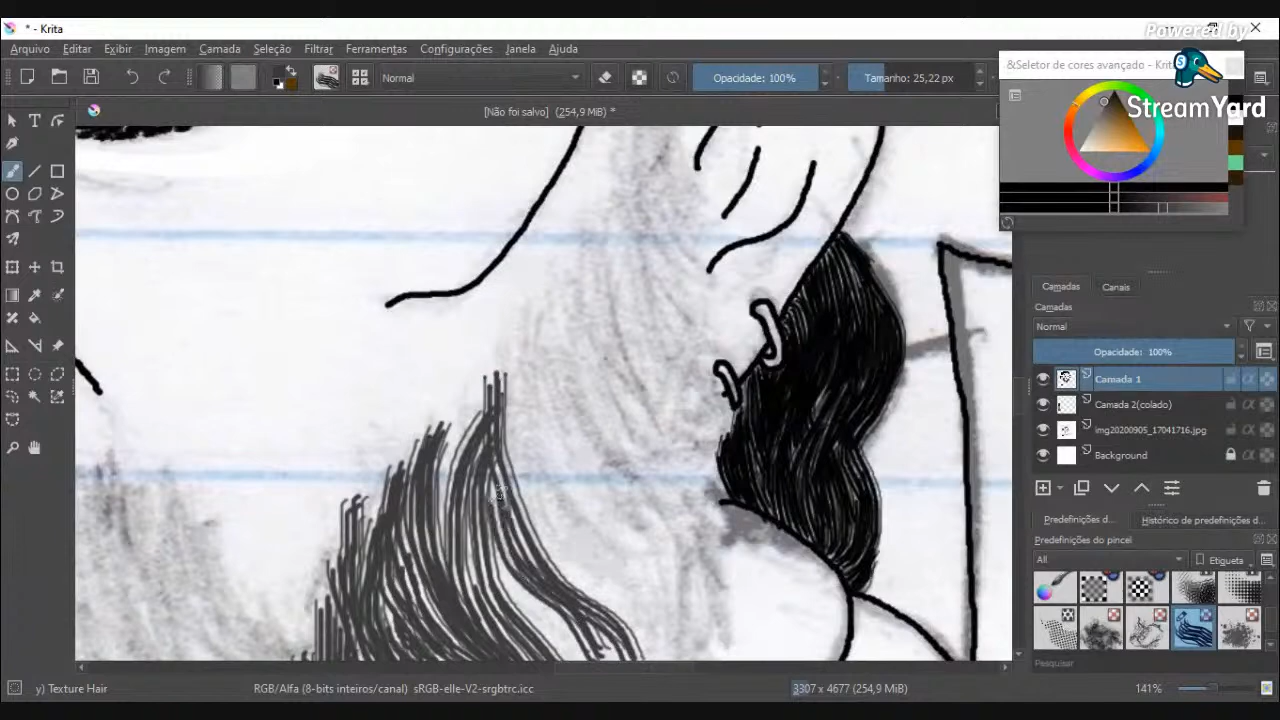 * - Krita
Powered by
Arquivo Editar Exibir Imagem Camada Seleção Filtrar Ferramentas Configurações Janela Ajuda
&Seletor de cores avançado - Krita
Normal
Opacidade: 100%
Tamanho: 25,22 px
StreamYard
[Não foi salvo] (254,9 MiB) *
Camadas Canais
Camadas
Normal
Opacidade: 100%
Camada 1
Camada 2(colado)
img20200905_17041716.jpg
Background
Predefinições d... Histórico de predefinições d...
Predefinições do pincel
All
Etiqueta
Pesquisar
y) Texture Hair
RGB/Alfa (8-bits inteiros/canal) sRGB-elle-V2-srgbtrc.icc
3307 x 4677 (254,9 MiB)
141%